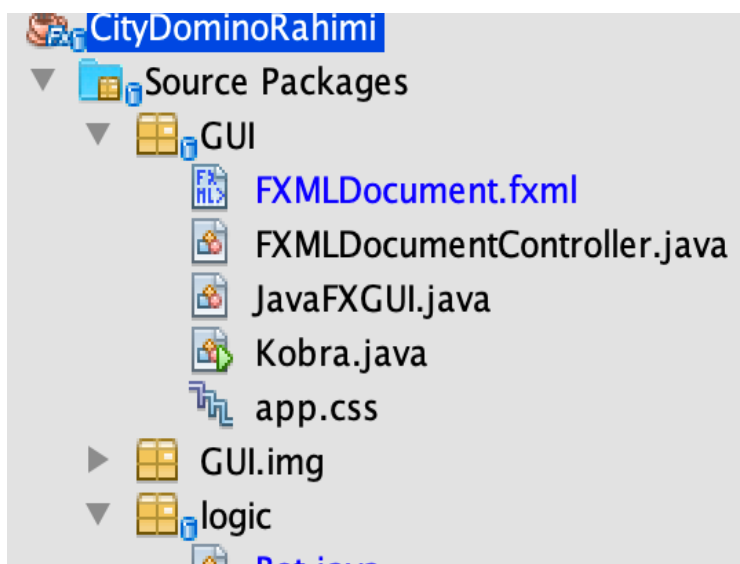 CityDominoRahimi
Source Packages
GUI
FXMLDocument.fxml
FXMLDocumentController.java
JavaFXGUI.java
Kobra.java
app.css
GUI.img
logic